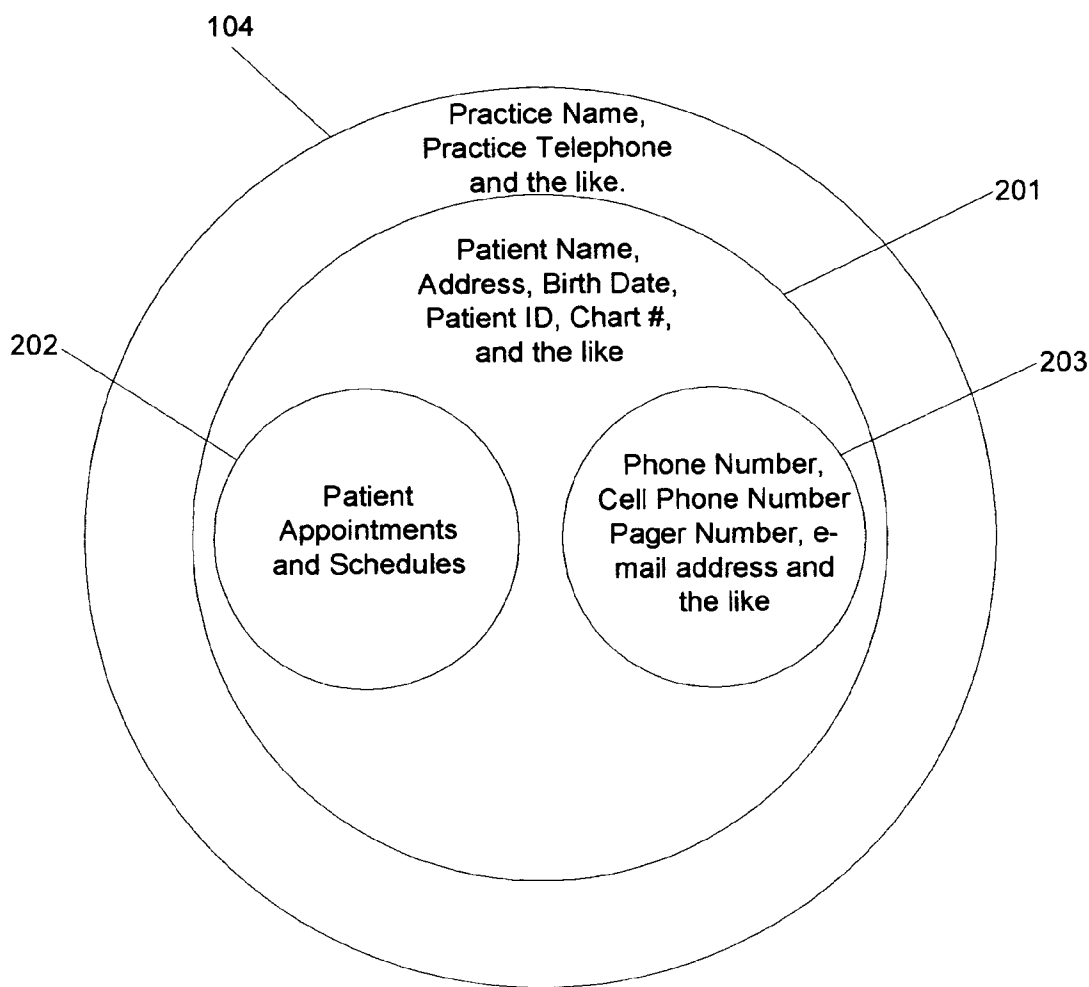 104
Practice Name,
Practice Telephone
and the like.
201
Patient Name,
Address, Birth Date,
Patient ID, Chart #,
and the like
202
203
Patient
Appointments
and Schedules
Phone Number,
Cell Phone Number
Pager Number, e-
mail address and
the like